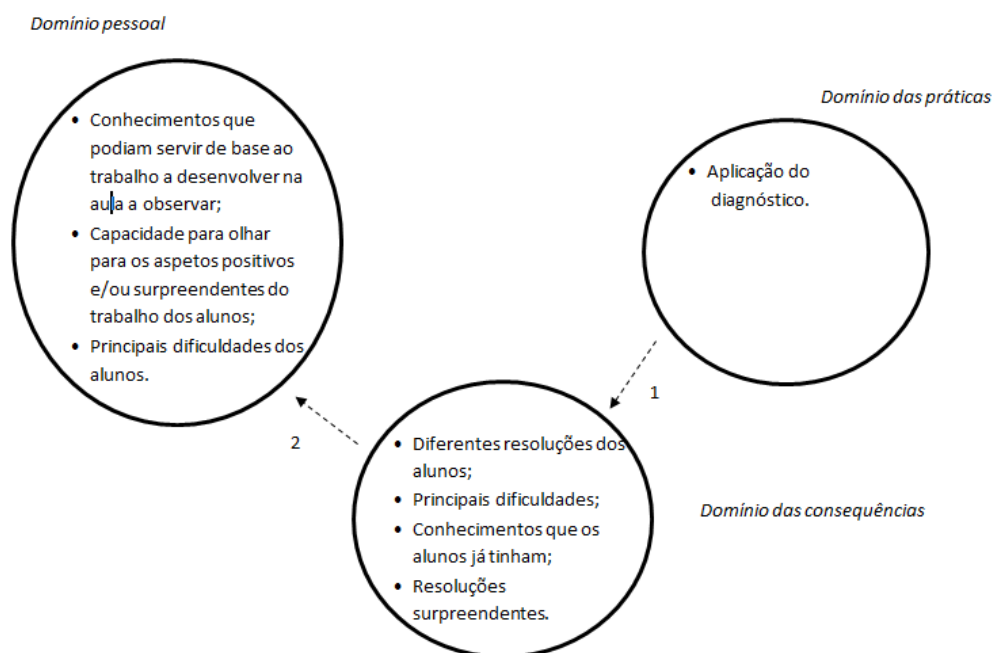 Domínio pessoal
• Conhecimentos que
podiam servir de base ao
trabalho a desenvolver na
aula a observar;
• Capacidade para olhar
para os aspetos positivos
e/ou surpreendentes do
trabalho dos alunos;
• Principais dificuldades dos
alunos.
Domínio das práticas
• Aplicação do
diagnóstico.
1
2
• Diferentes resoluções dos
alunos;
• Principais dificuldades;
• Conhecimentos que os
alunos já tinham;
• Resoluções
surpreendentes.
Domínio das consequências